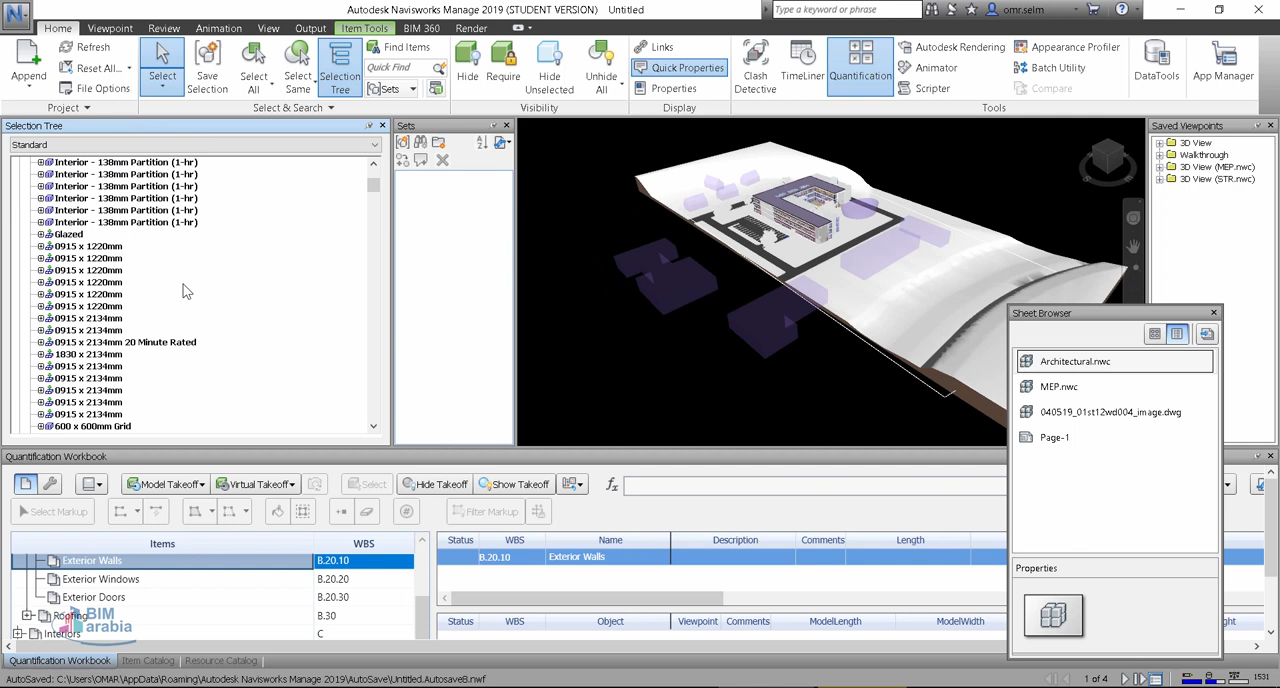 Autodesk Navisworks Manage 2019 (STUDENT VERSION) Untitled
Type a keyword or phrase
omr.selm
Home Viewpoint Review Animation View Output Item Tools BIM 360 Render
Append
Refresh
Reset All...
File Options
Project
Select
Save Selection
Select All
Select Same
Selection Tree
Find Items
Quick Find
Sets
Select & Search
Hide
Require
Hide Unselected
Unhide All
Visibility
Links
Quick Properties
Properties
Display
Clash Detective
TimeLiner
Quantification
Autodesk Rendering
Animator
Scripter
Appearance Profiler
Batch Utility
Compare
Tools
DataTools
App Manager
Selection Tree
Standard
Interior - 138mm Partition (1-hr)
Interior - 138mm Partition (1-hr)
Interior - 138mm Partition (1-hr)
Interior - 138mm Partition (1-hr)
Interior - 138mm Partition (1-hr)
Interior - 138mm Partition (1-hr)
Glazed
0915 x 1220mm
0915 x 1220mm
0915 x 1220mm
0915 x 1220mm
0915 x 1220mm
0915 x 1220mm
0915 x 2134mm
0915 x 2134mm
0915 x 2134mm 20 Minute Rated
1830 x 2134mm
0915 x 2134mm
0915 x 2134mm
0915 x 2134mm
0915 x 2134mm
0915 x 2134mm
600 x 600mm Grid
Sets
Saved Viewpoints
3D View
Walkthrough
3D View (MEP.nwc)
3D View (STR.nwc)
Sheet Browser
Architectural.nwc
MEP.nwc
040519_01st12wd004_image.dwg
Page-1
Properties
Quantification Workbook
Model Takeoff
Virtual Takeoff
Select
Hide Takeoff
Show Takeoff
fx
Select Markup
Filter Markup
Items WBS
Exterior Walls B.20.10
Exterior Windows B.20.20
Exterior Doors B.20.30
Roofing B.30
Interiors C
BIM
arabia
Status WBS Name Description Comments Length
B.20.10 Exterior Walls
Status WBS Object Viewpoint Comments ModelLength ModelWidth
Quantification Workbook Item Catalog Resource Catalog
AutoSaved: C:\Users\OMAR\AppData\Roaming\Autodesk Navisworks Manage 2019\AutoSave\Untitled.Autosave8.nwf
1 of 4
1531